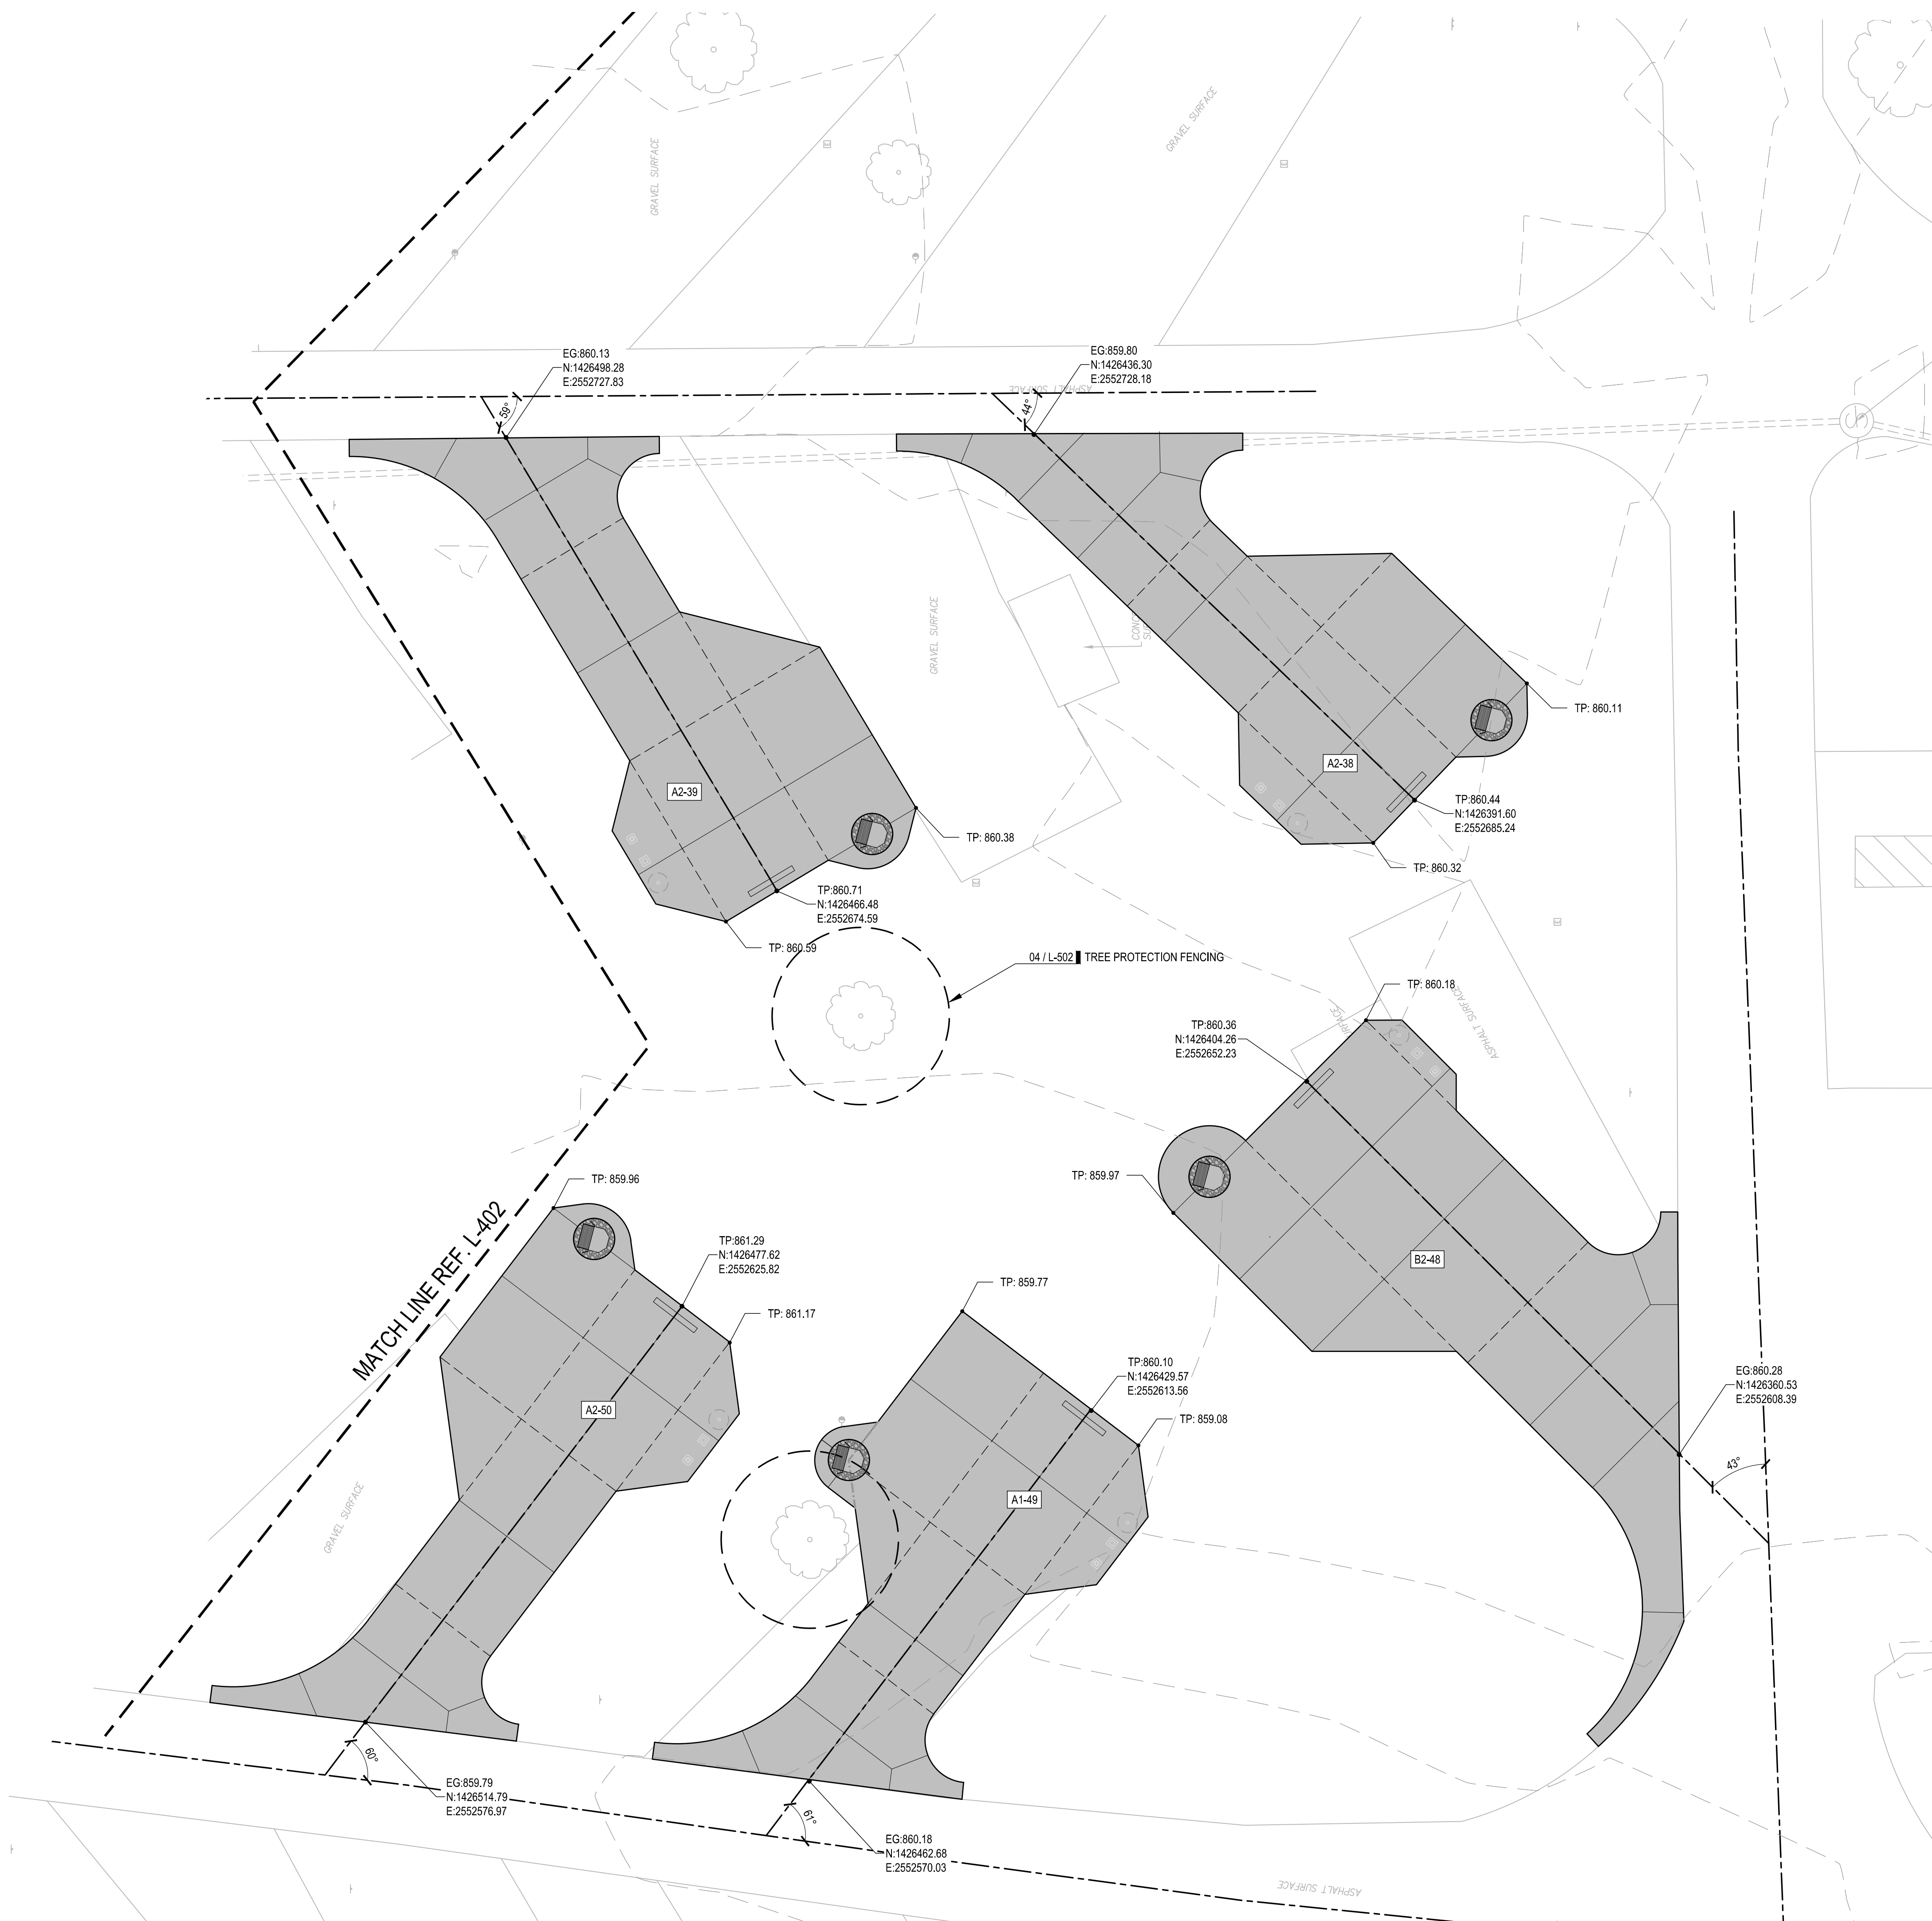 GRAVEL SURFACE
GRAVEL SURFACE
EG:860.13
N:1426498.28
E:2552727.83
EG:859.80
N:1426436.30
E:2552728.18
ASPHALT SURFACE
59°
44°
S
GRAVEL SURFACE
CONC
SU
TP: 860.11
A2-38
A2-39
TP:860.44
N:1426391.60
E:2552685.24
TP: 860.38
TP: 860.32
TP:860.71
N:1426466.48
E:2552674.59
TP: 860.59
04 / L-502 TREE PROTECTION FENCING
TP: 860.18
ASPHALT SURFACE
RFACE
TP:860.36
N:1426404.26
E:2552652.23
TP: 859.97
TP: 859.96
MATCH LINE REF. L-402
TP:861.29
N:1426477.62
E:2552625.82
B2-48
TP: 859.77
TP: 861.17
TP:860.10
N:1426429.57
E:2552613.56
EG:860.28
N:1426360.53
E:2552608.39
A2-50
TP: 859.08
43°
A1-49
GRAVEL SURFACE
60°
EG:859.79
N:1426514.79
E:2552576.97
61°
EG:860.18
N:1426462.68
E:2552570.03
ASPHALT SURFACE